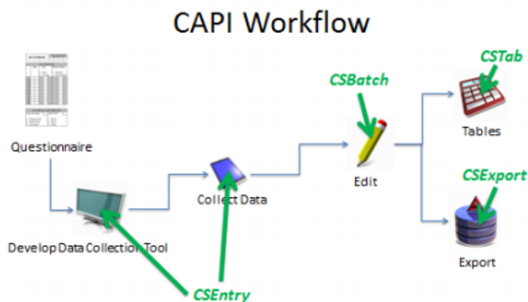 CAPI Workflow
CSTab
CSBatch
Tables
Questionnaire
Edit
CSExport
Collect Data
Develop Data Collection Tool
Export
CSEntry